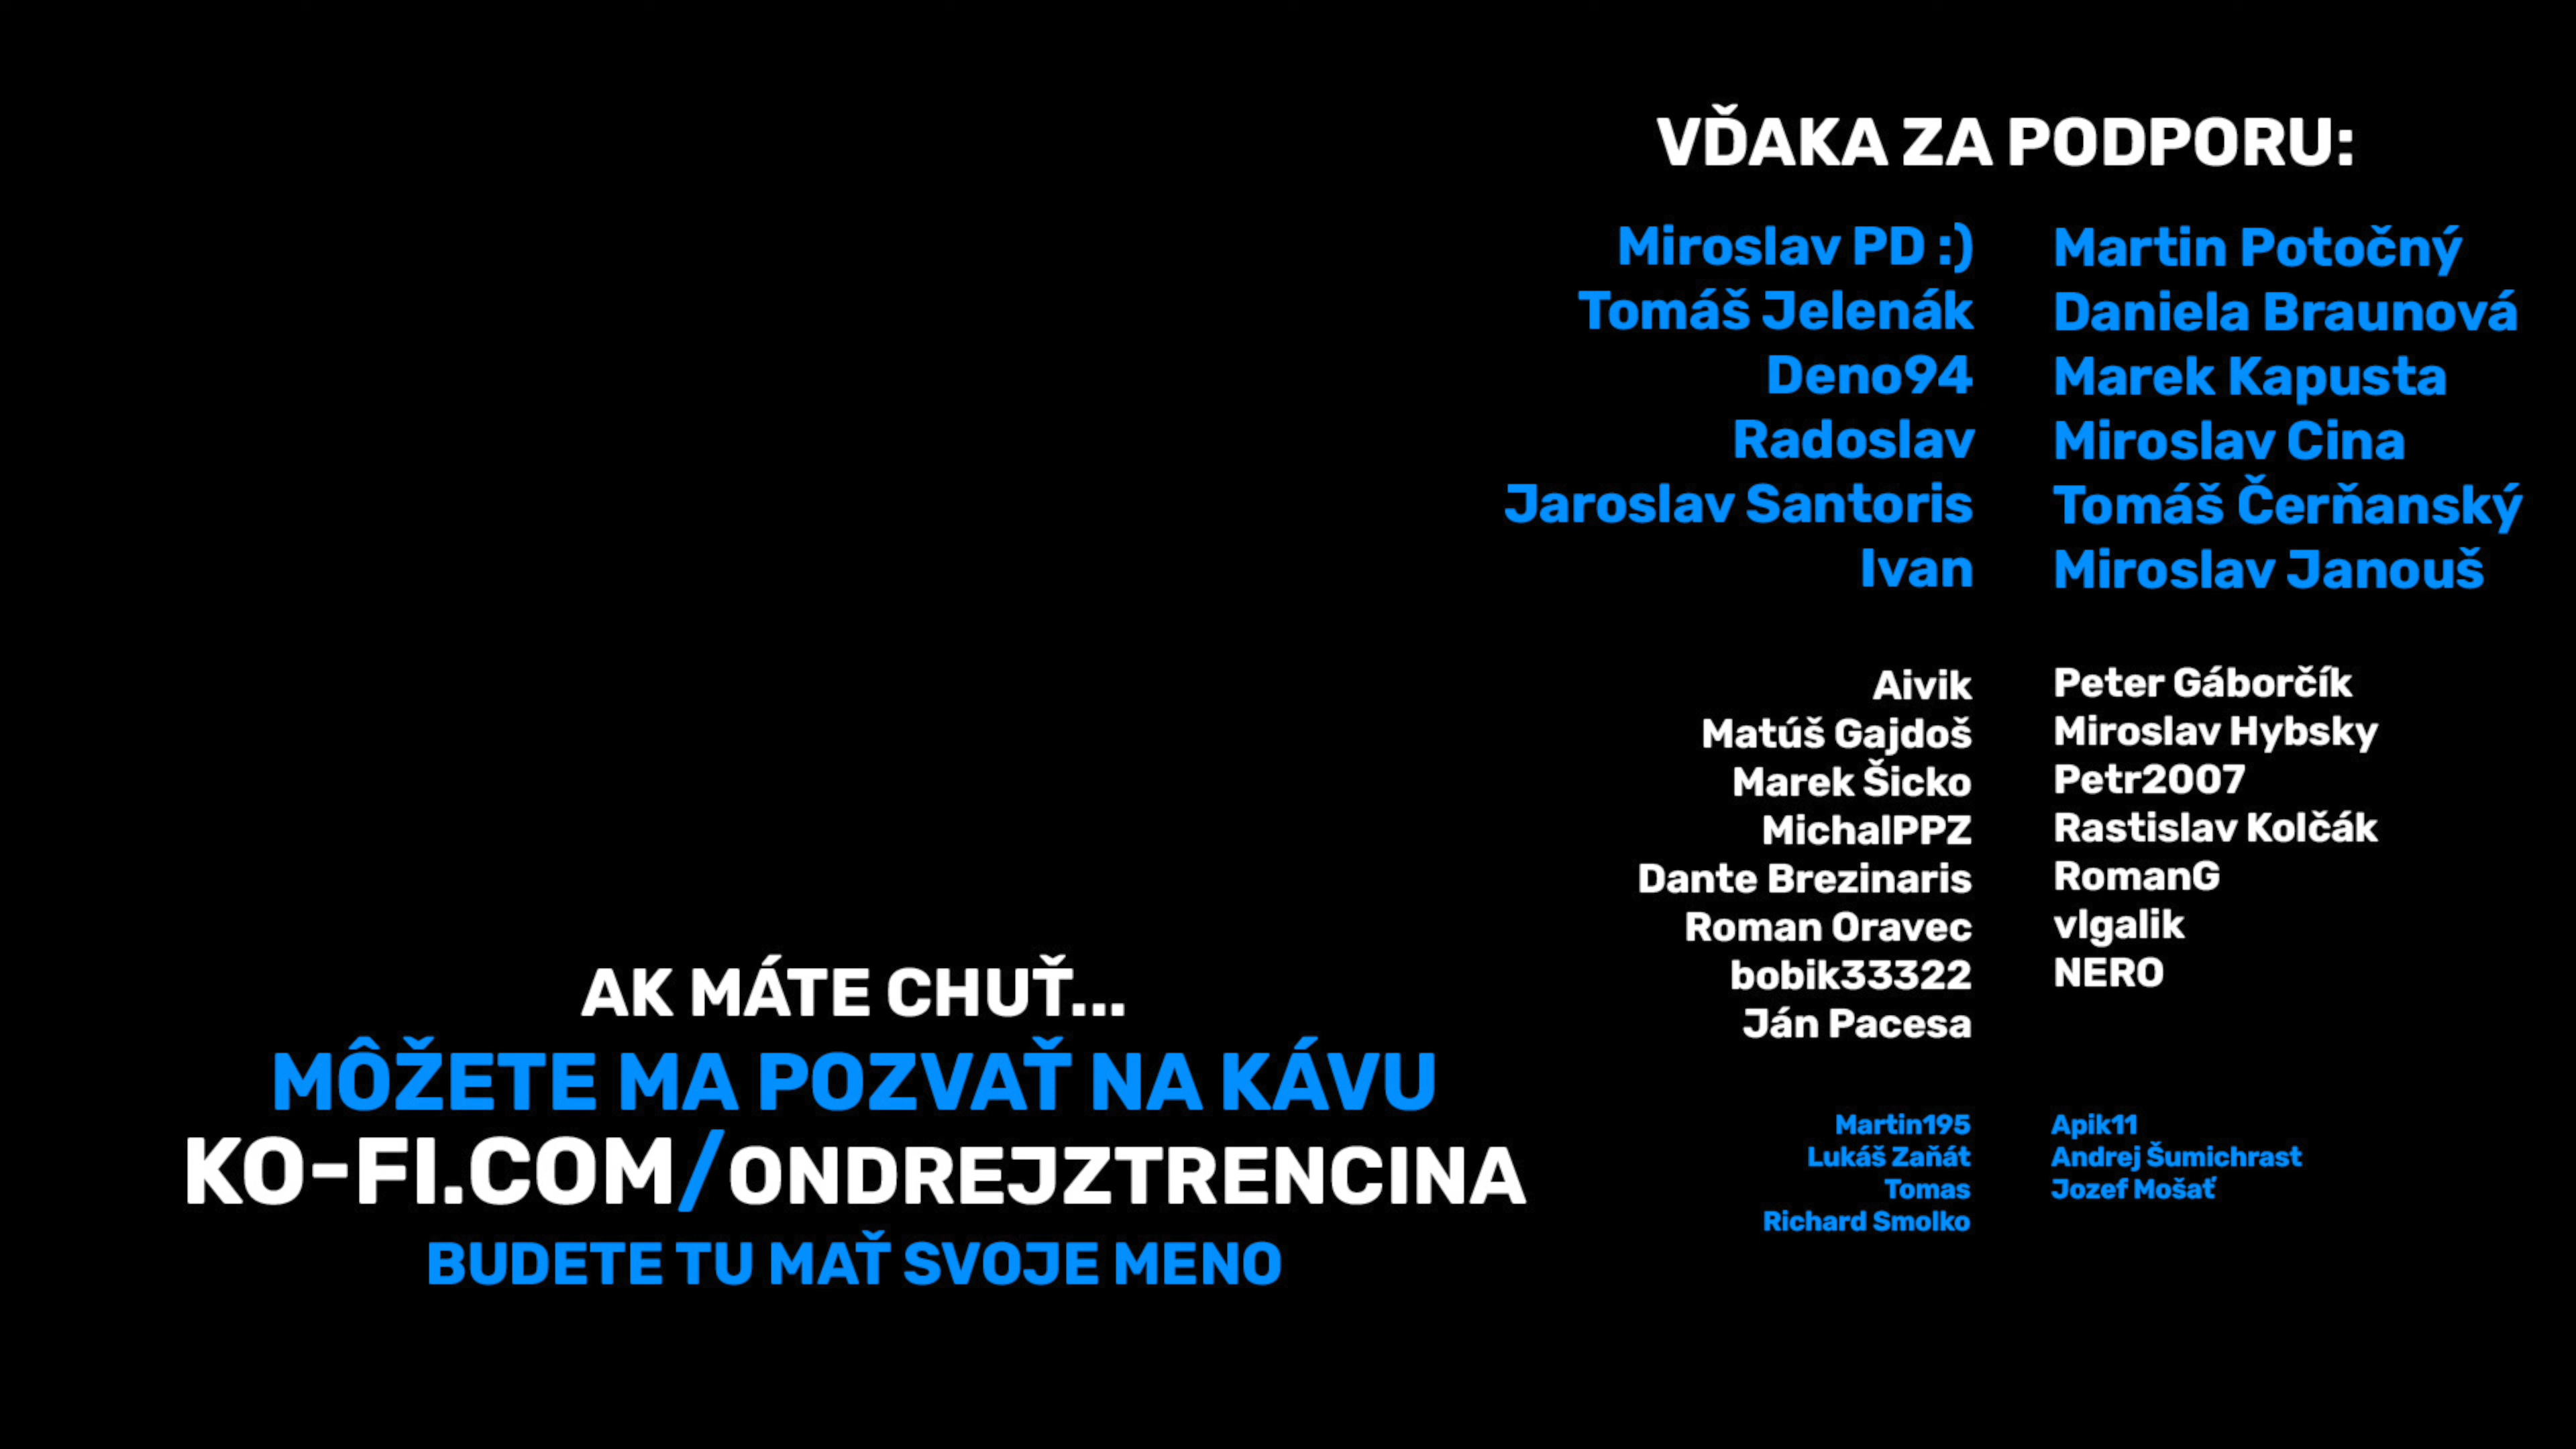 VĎAKA ZA PODPORU:
Miroslav PD :)
Tomáš Jelenák
Deno94
Radoslav
Jaroslav Santoris
Ivan
Martin Potočný
Daniela Braunová
Marek Kapusta
Miroslav Cina
Tomáš Čerňanský
Miroslav Janouš
Aivik
Matúš Gajdoš
Marek Šicko
MichalPPZ
Dante Brezinaris
Roman Oravec
bobik33322
Ján Pacesa
Peter Gáborčík
Miroslav Hybsky
Petr2007
Rastislav Kolčák
RomanG
vlgalik
NERO
Martin195
Lukáš Zaňát
Tomas
Richard Smolko
Apik11
Andrej Šumichrast
Jozef Mošať
AK MÁTE CHUŤ...
MÔŽETE MA POZVAŤ NA KÁVU
KO-FI.COM/ONDREJZTRENCINA
BUDETE TU MAŤ SVOJE MENO